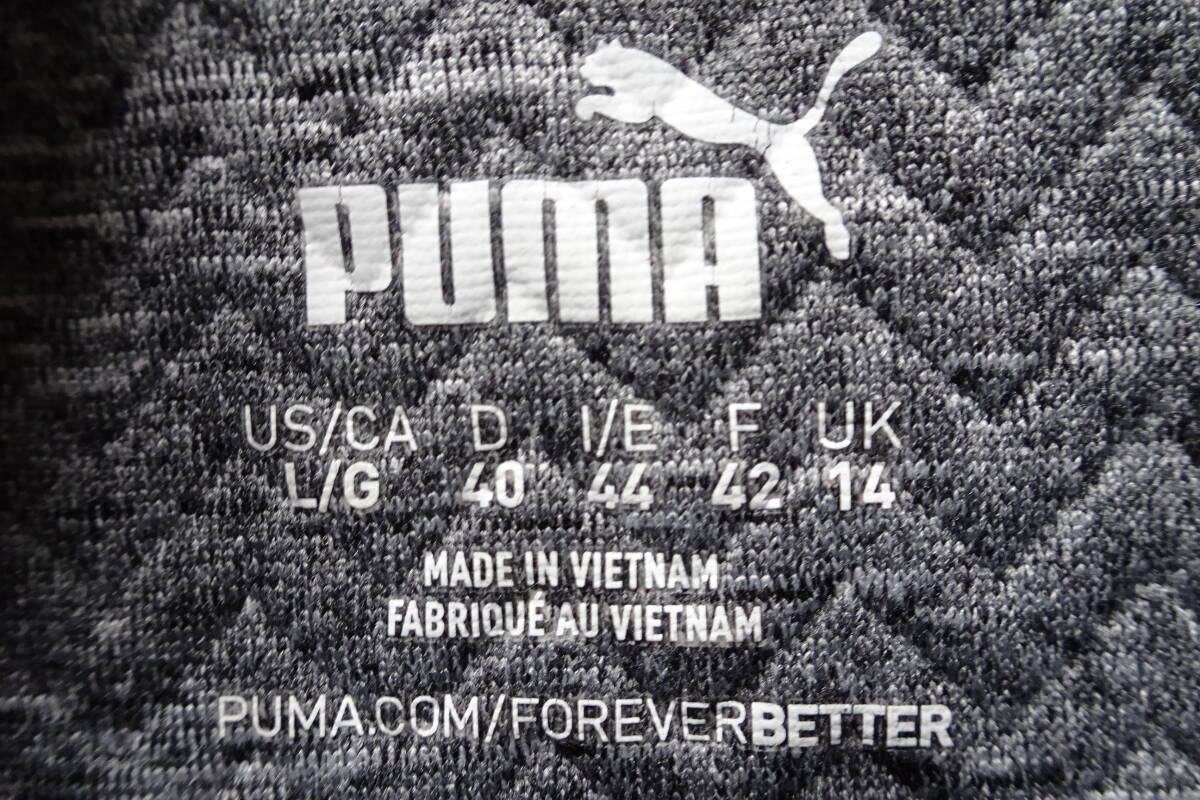 PUMA
US/CA D I/E F UK
L/G 40 44 42 14
MADE IN VIETNAM
FABRIQUÉ AU VIETNAM
PUMA.COM/FOREVERBETTER